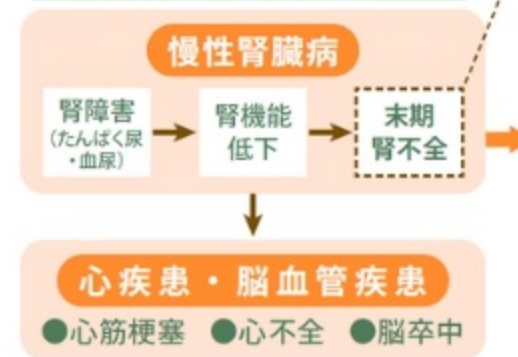 慢性腎臓病
腎障害
(たんぱく尿
・血尿)
腎機能
低下
末期
腎不全
心疾患・脳血管疾患
●心筋梗塞 ●心不全 ●脳卒中